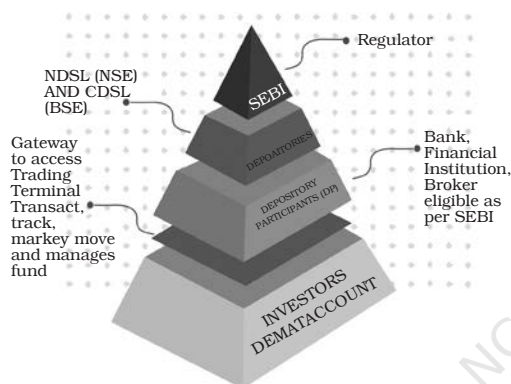 Regulator
SEBI
NDSL (NSE)
AND CDSL
(BSE)
DEPOAITORIES
Gateway
to access
Trading
Terminal
Transact,
track,
markey move
and manages
fund
Bank,
Financial
Institution,
Broker
eligible as
per SEBI
DEPOSITORY
PARTICIPANTS (DP)
INVESTORS
DEMATACCOUNT